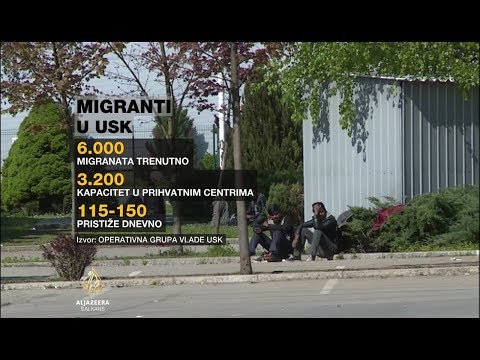 MIGRANTI
U USK
6.000
MIGRANATA TRENUTNO
3.200
KAPACITET U PRIHVATNIM CENTRIMA
115-150
PRISTIŽE DNEVNO
Izvor: OPERATIVNA GRUPA VLADE USK
ALJAZEERA
BALKANS